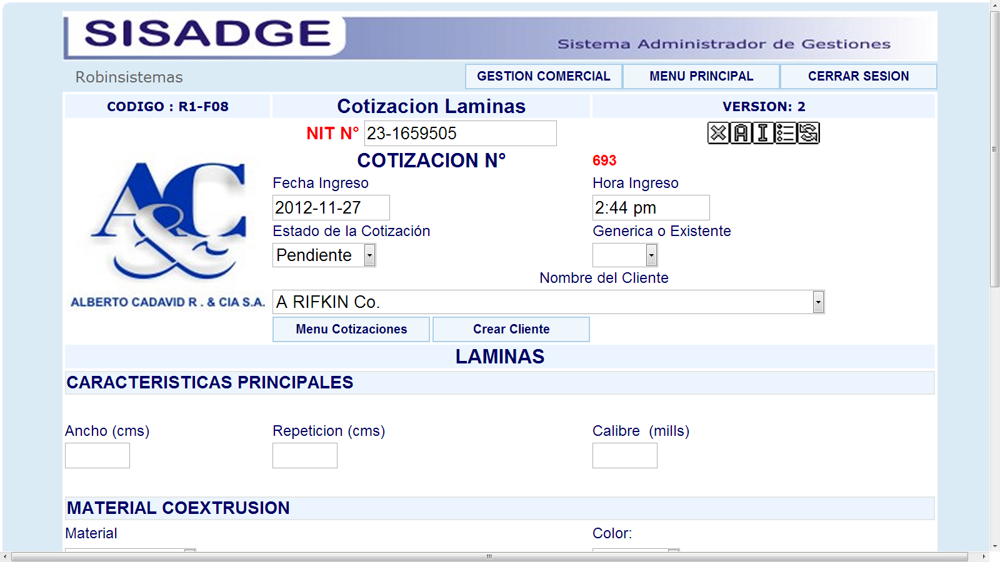 SISADGE
Sistema Administrador de Gestiones
Robinsistemas
GESTION COMERCIAL
MENU PRINCIPAL
CERRAR SESION
CODIGO : R1-F08
Cotizacion Laminas
VERSION: 2
NIT N° 23-1659505
X A I
COTIZACION N°
693
Fecha Ingreso
Hora Ingreso
2012-11-27
2:44 pm
Estado de la Cotización
Generica o Existente
Pendiente
Nombre del Cliente
A RIFKIN Co.
A&C
ALBERTO CADAVID R . & CIA S.A.
Menu Cotizaciones
Crear Cliente
LAMINAS
CARACTERISTICAS PRINCIPALES
Ancho (cms)
Repeticion (cms)
Calibre (mills)
MATERIAL COEXTRUSION
Material
Color: